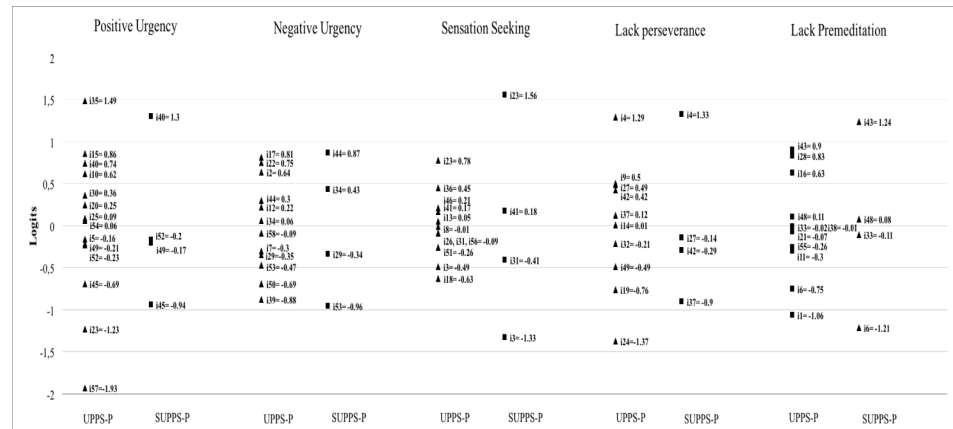 Positive Urgency
Negative Urgency
Sensation Seeking
Lack perseverance
Lack Premeditation
Logits
2
1,5
1
0,5
0
-0,5
-1
-1,5
-2
i35= 1.49
i15= 0.86
i40= 0.74
i10= 0.62
i30= 0.36
i20= 0.25
i25= 0.09
i54= 0.06
i5= -0.16
i49= -0.21
i52= -0.23
i45= -0.69
i23= -1.23
i57=-1.93
i40= 1.3
i52= -0.2
i49= -0.17
i45= -0.94
i17= 0.81
i22= 0.75
i2= 0.64
i44= 0.3
i12= 0.22
i34= 0.06
i58= -0.09
i7= -0.3
i29= -0.35
i53= -0.47
i50= -0.69
i39= -0.88
i44= 0.87
i34= 0.43
i29= -0.34
i53= -0.96
i23= 0.78
i36= 0.45
i46= 0.21
i41= 0.17
i13= 0.05
i8= -0.01
i26, i31, i56= -0.09
i51= -0.26
i3= -0.49
i18= -0.63
i23= 1.56
i41= 0.18
i31= -0.41
i3= -1.33
i4= 1.29
i9= 0.5
i27= 0.49
i42= 0.42
i37= 0.12
i14= 0.01
i32= -0.21
i49= -0.49
i19= -0.76
i24= -1.37
i4=1.33
i27= -0.14
i42= -0.29
i37= -0.9
i43= 0.9
i28= 0.83
i16= 0.63
i48= 0.11
i33= -0.02 i38= -0.01
i21= -0.07
i55= -0.26
i11= -0.3
i6= -0.75
i1= -1.06
i43= 1.24
i48= 0.08
i33= -0.11
i6= -1.21
UPPS-P
SUPPS-P
UPPS-P
SUPPS-P
UPPS-P
SUPPS-P
UPPS-P
SUPPS-P
UPPS-P
SUPPS-P